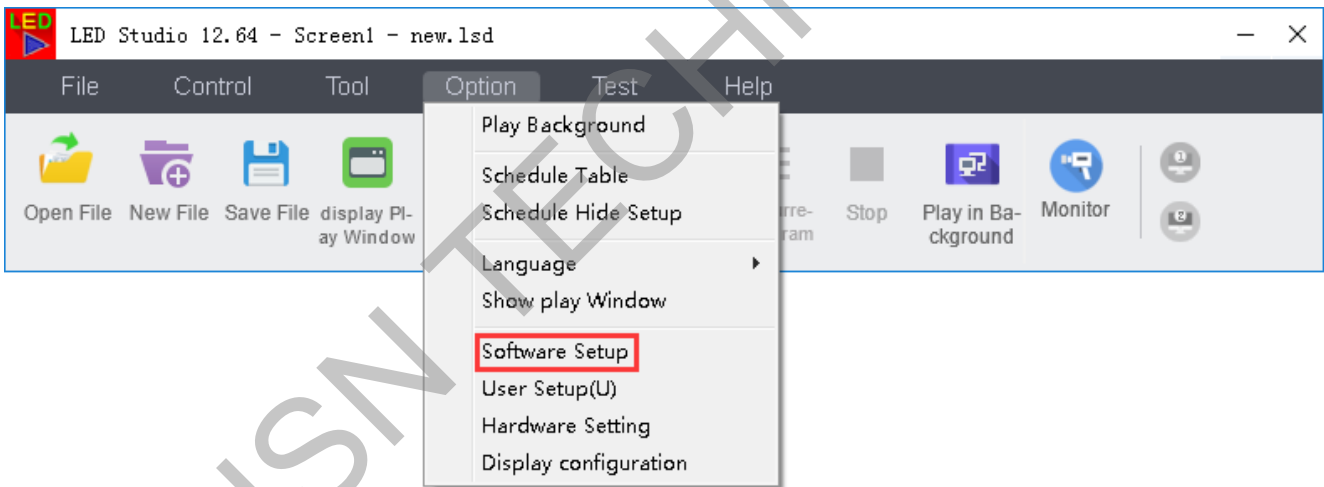 LED
LED Studio 12.64 - Screen1 - new.lsd
File Control Tool Option Test Help
Open File
New File
Save File
display Pl-
ay Window
Play Background
Schedule Table
Schedule Hide Setup
Language
Show play Window
Software Setup
User Setup(U)
Hardware Setting
Display configuration
Stop
Play in Ba-
ckground
Monitor
1
2